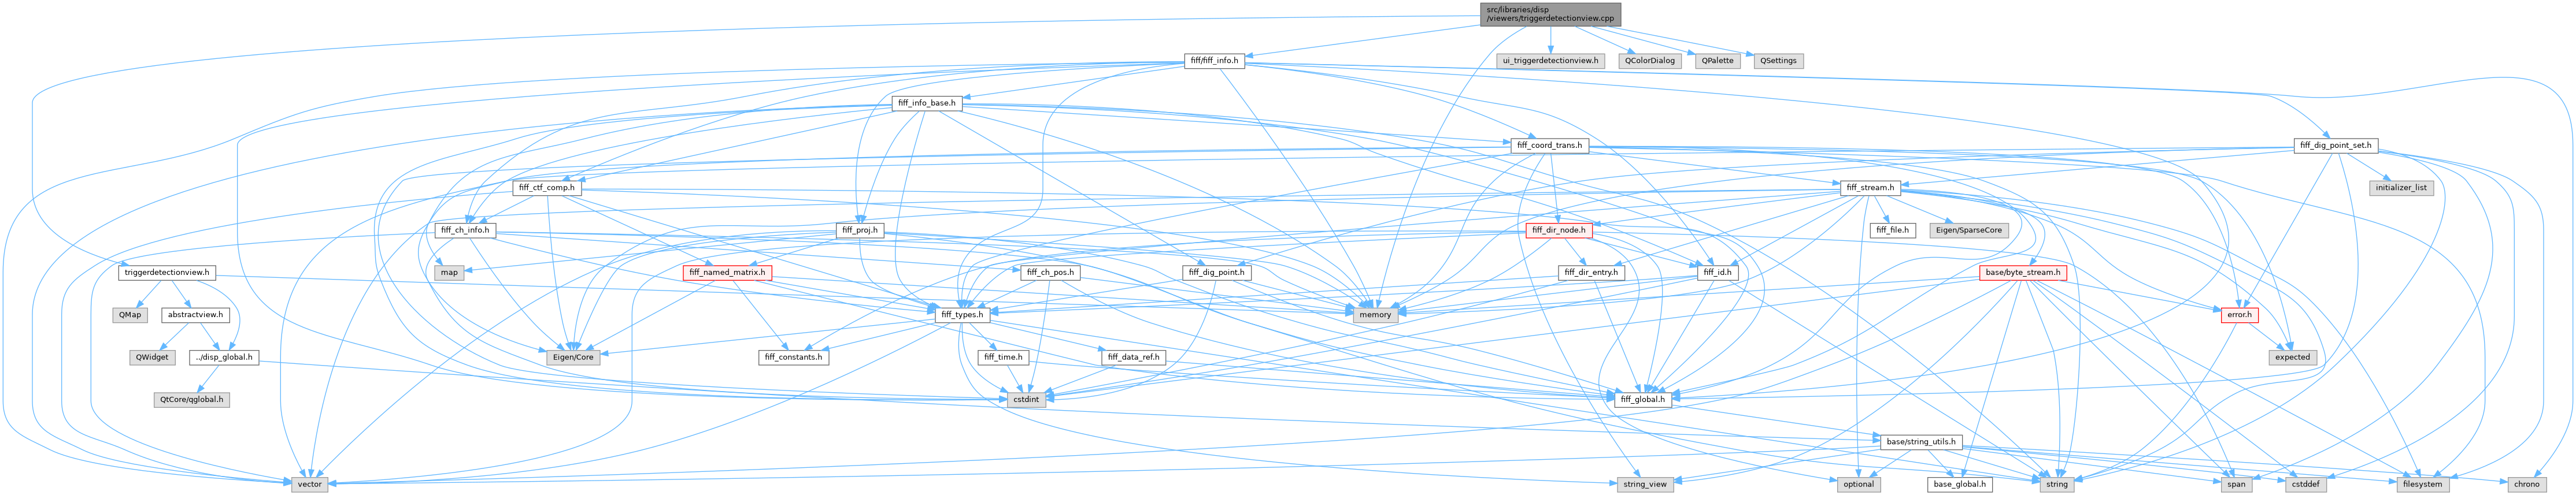 src/libraries/disp
/viewers/triggerdetectionview.cpp
fiff/fiff_info.h
ui_triggerdetectionview.h
QColorDialog
QPalette
QSettings
fiff_info_base.h
fiff_coord_trans.h
fiff_dig_point_set.h
fiff_ctf_comp.h
fiff_stream.h
initializer_list
fiff_ch_info.h
fiff_proj.h
fiff_dir_node.h
fiff_file.h
Eigen/SparseCore
triggerdetectionview.h
map
fiff_named_matrix.h
fiff_ch_pos.h
fiff_dig_point.h
fiff_dir_entry.h
fiff_id.h
base/byte_stream.h
QMap
abstractview.h
fiff_types.h
memory
error.h
QWidget
../disp_global.h
Eigen/Core
fiff_constants.h
fiff_time.h
fiff_data_ref.h
expected
QtCore/qglobal.h
cstdint
fiff_global.h
base/string_utils.h
vector
string_view
optional
base_global.h
string
span
cstddef
filesystem
chrono